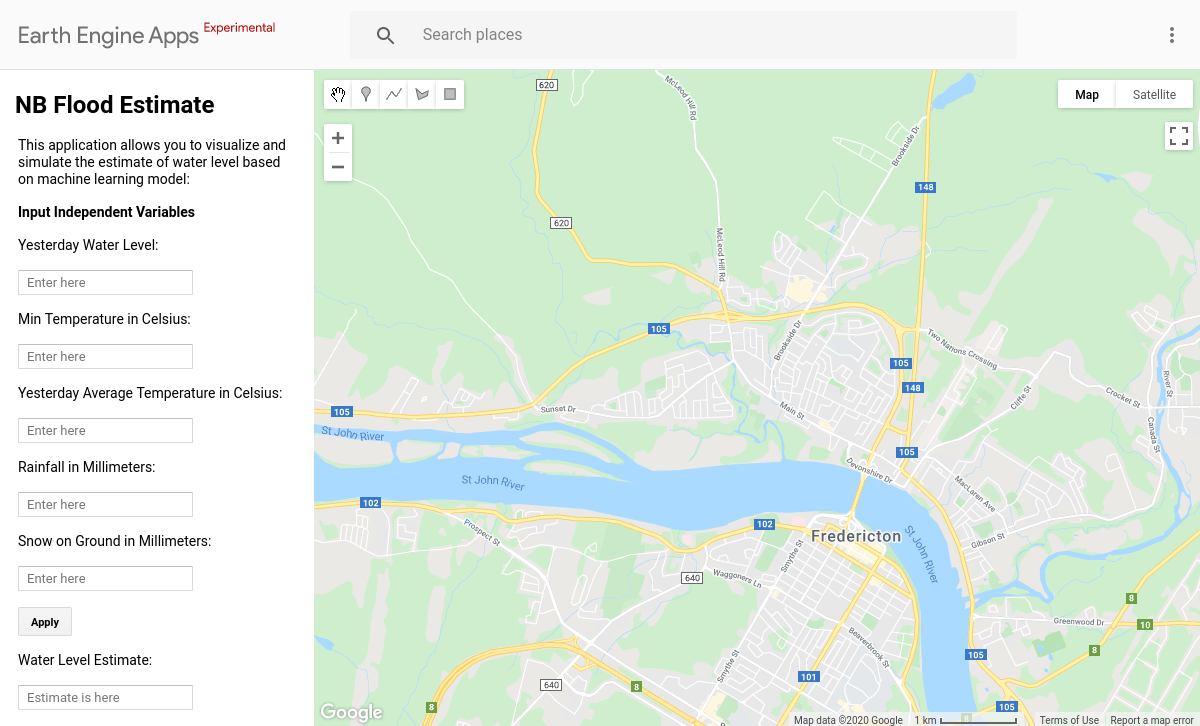 Earth Engine Apps Experimental
Search places
NB Flood Estimate
This application allows you to visualize and
simulate the estimate of water level based
on machine learning model:
Input Independent Variables
Yesterday Water Level:
Enter here
Min Temperature in Celsius:
Enter here
Yesterday Average Temperature in Celsius:
Enter here
Rainfall in Millimeters:
Enter here
Snow on Ground in Millimeters:
Enter here
Apply
Water Level Estimate:
Estimate is here
Map
Satellite
620
McLeod Hill Rd
Brookside Dr
148
620
McLeod Hill Rd
105
Brookside Dr
Two Nations Crossing
105
148
River St
Cliffe St
Crocket St
105
Sunset Dr
Main St
Canada St
St John River
105
Devonshire Dr
St John River
MacLaren Ave
102
102
Prospect St
Fredericton
St John River
Gibson St
Smythe St
640
Waggoners Ln
8
Greenwood Dr
10
Beaverbrook St
8
105
Smythe St
101
640
8
8
105
Google
Map data ©2020 Google
1 km
Terms of Use
Report a map error